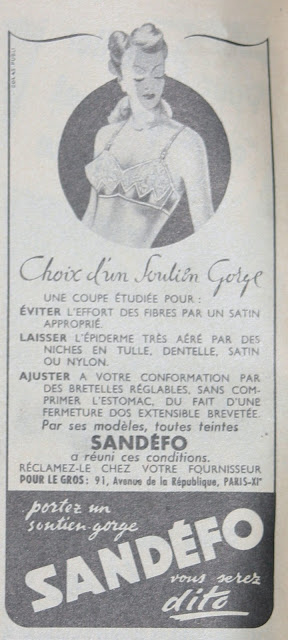 Choix d'un Soutien Gorge
UNE COUPE ÉTUDIÉE POUR :
ÉVITER L'EFFORT DES FIBRES PAR UN SATIN
APPROPRIÉ.
LAISSER L'ÉPIDERME TRÈS AÉRÉ PAR DES
NICHES EN TULLE, DENTELLE, SATIN
OU NYLON.
AJUSTER A VOTRE CONFORMATION PAR
DES BRETELLES RÉGLABLES, SANS COM-
PRIMER L'ESTOMAC, DU FAIT D'UNE
FERMETURE DOS EXTENSIBLE BREVETÉE.
Par ses modèles, toutes teintes
SANDÉFO
a réuni ces conditions.
RÉCLAMEZ-LE CHEZ VOTRE FOURNISSEUR
POUR LE GROS : 91, Avenue de la République, PARIS-XIe
portez un
soutien-gorge
SANDÉFO
vous serez
dito